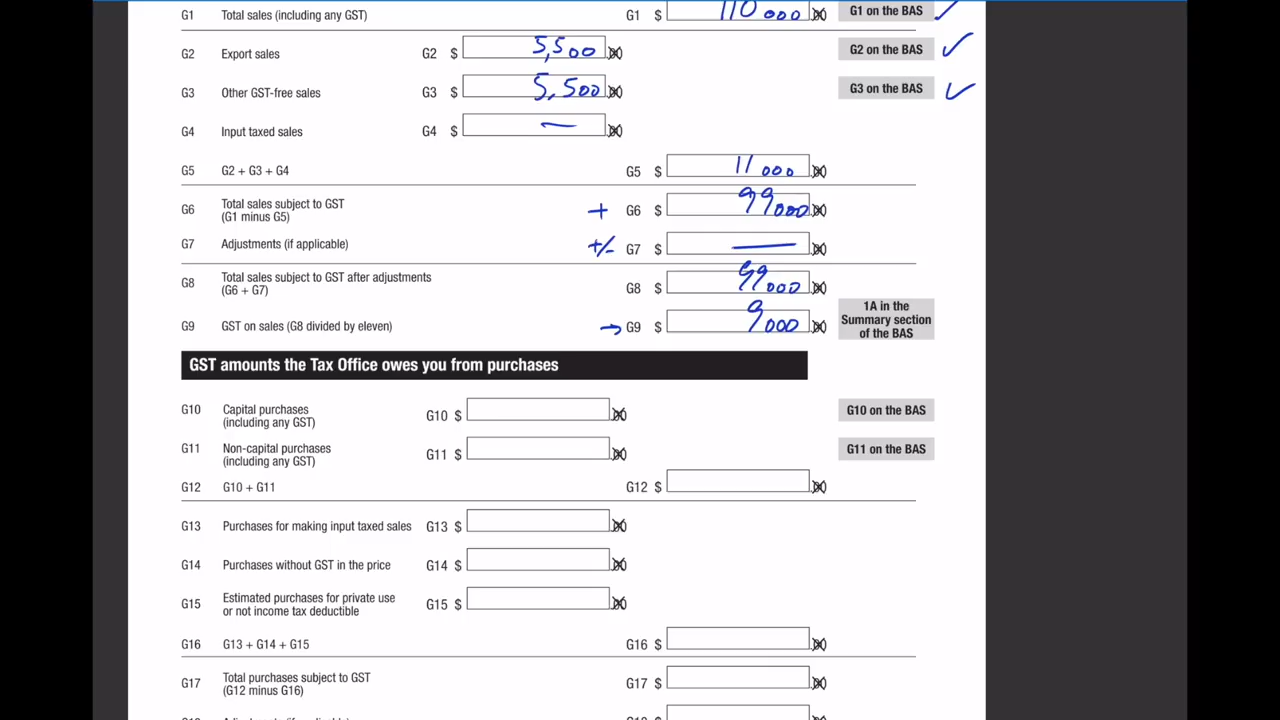 G1 Total sales (including any GST) G1 $ 110 000 00 G1 on the BAS
G2 Export sales G2 $ 5,500 00 G2 on the BAS
G3 Other GST-free sales G3 $ 5,500 00 G3 on the BAS
G4 Input taxed sales G4 $ — 00
G5 G2 + G3 + G4 G5 $ 11 000 00
G6 Total sales subject to GST
(G1 minus G5) + G6 $ 99 000 00
G7 Adjustments (if applicable) +/- G7 $ — 00
G8 Total sales subject to GST after adjustments
(G6 + G7) G8 $ 99 000 00
G9 GST on sales (G8 divided by eleven) → G9 $ 9 000 00
1A in the
Summary section
of the BAS
GST amounts the Tax Office owes you from purchases
G10 Capital purchases
(including any GST) G10 $ 00 G10 on the BAS
G11 Non-capital purchases
(including any GST) G11 $ 00 G11 on the BAS
G12 G10 + G11 G12 $ 00
G13 Purchases for making input taxed sales G13 $ 00
G14 Purchases without GST in the price G14 $ 00
G15 Estimated purchases for private use
or not income tax deductible G15 $ 00
G16 G13 + G14 + G15 G16 $ 00
G17 Total purchases subject to GST
(G12 minus G16) G17 $ 00